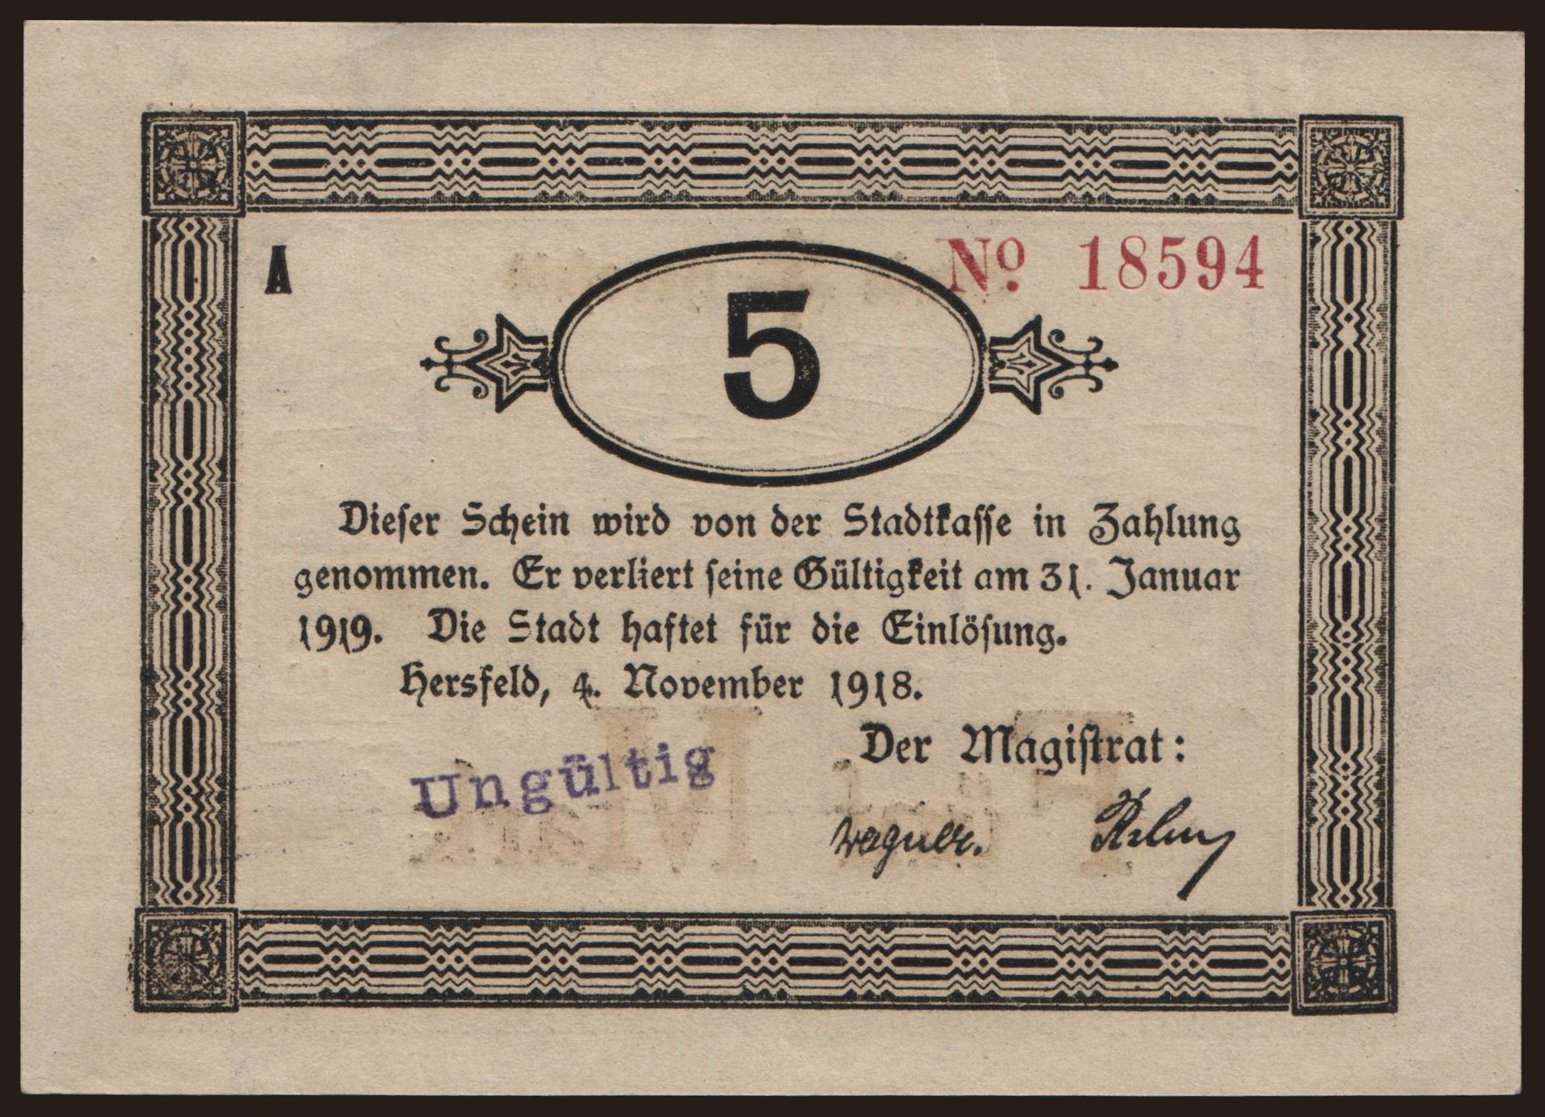 A
Nº 18594
5
Dieser Schein wird von der Stadtkasse in Zahlung
genommen. Er verliert seine Gültigkeit am 31. Januar
1919. Die Stadt haftet für die Einlösung.
Hersfeld, 4. November 1918.
Der Magistrat:
Ungültig
Wagner.